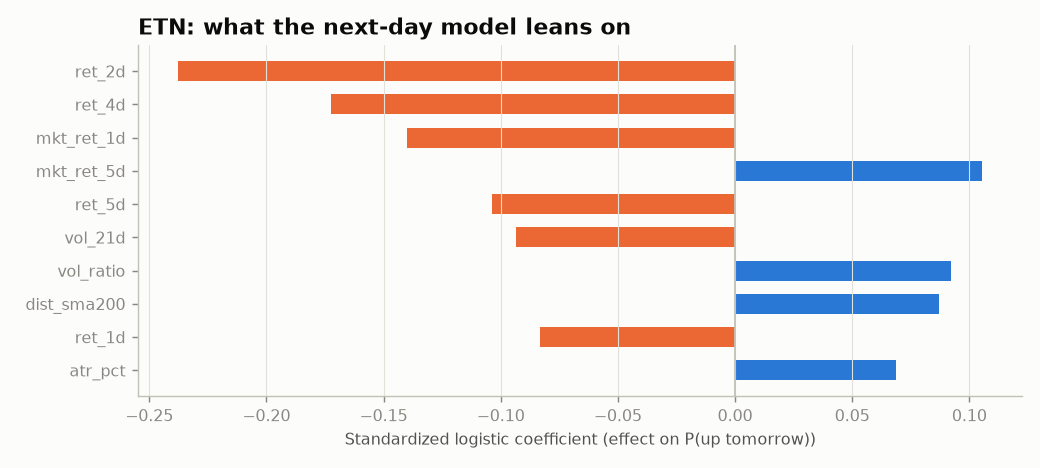 ETN: what the next-day model leans on
ret_2d
ret_4d
mkt_ret_1d
mkt_ret_5d
ret_5d
vol_21d
vol_ratio
dist_sma200
ret_1d
atr_pct
−0.25 −0.20 −0.15 −0.10 −0.05 0.00 0.05 0.10
Standardized logistic coefficient (effect on P(up tomorrow))